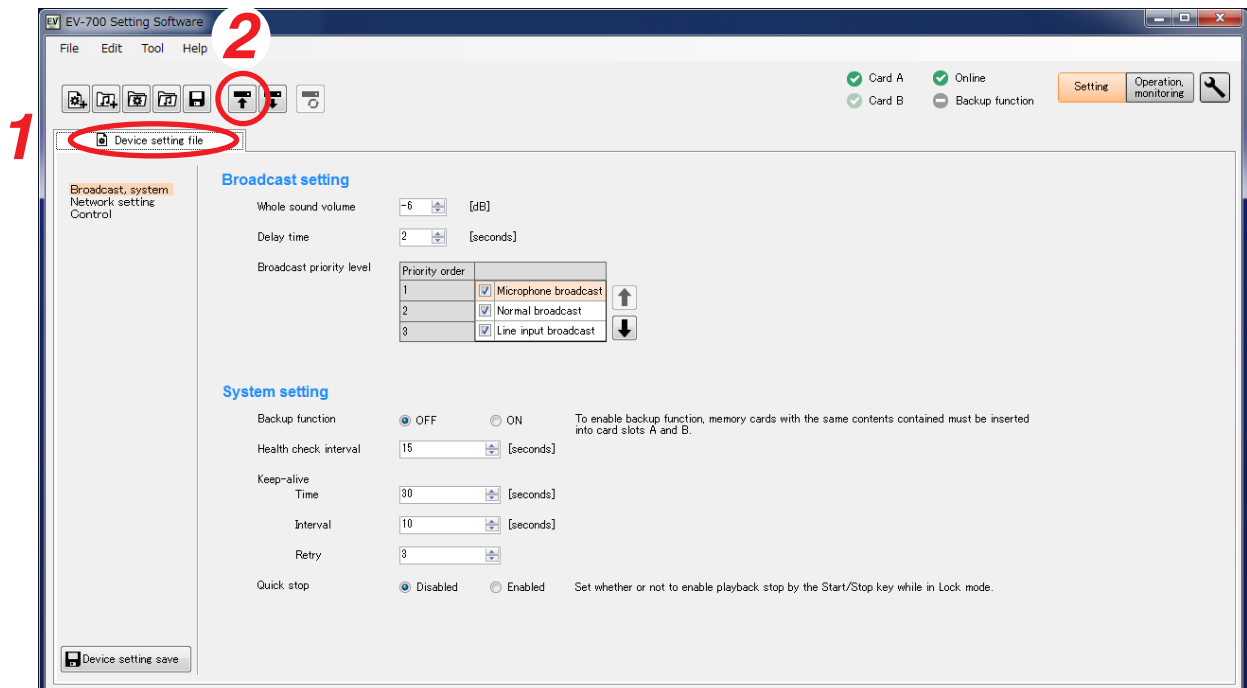 EV EV-700 Setting Software
File Edit Tool Help
2
Card A Online
Card B Backup function
Setting
Operation,
monitoring
1
Device setting file
Broadcast, system
Network setting
Control
Broadcast setting
Whole sound volume -6 [dB]
Delay time 2 [seconds]
Broadcast priority level
Priority order
1 Microphone broadcast
2 Normal broadcast
3 Line input broadcast
System setting
Backup function OFF ON To enable backup function, memory cards with the same contents contained must be inserted
into card slots A and B.
Health check interval 15 [seconds]
Keep-alive
Time 30 [seconds]
Interval 10 [seconds]
Retry 3
Quick stop Disabled Enabled Set whether or not to enable playback stop by the Start/Stop key while in Lock mode.
Device setting save